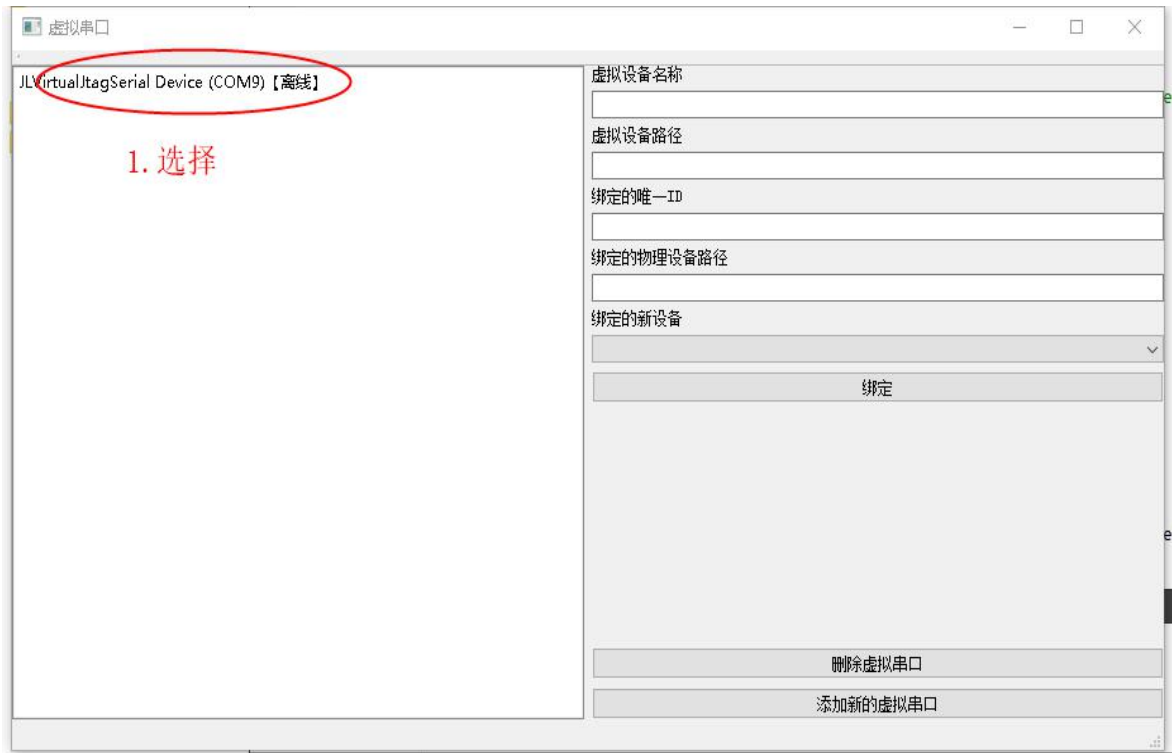 虚拟串口
JLVirtualJtagSerial Device (COM9)【离线】
1.选择
虚拟设备名称
虚拟设备路径
绑定的唯一ID
绑定的物理设备路径
绑定的新设备
绑定
删除虚拟串口
添加新的虚拟串口
e
e